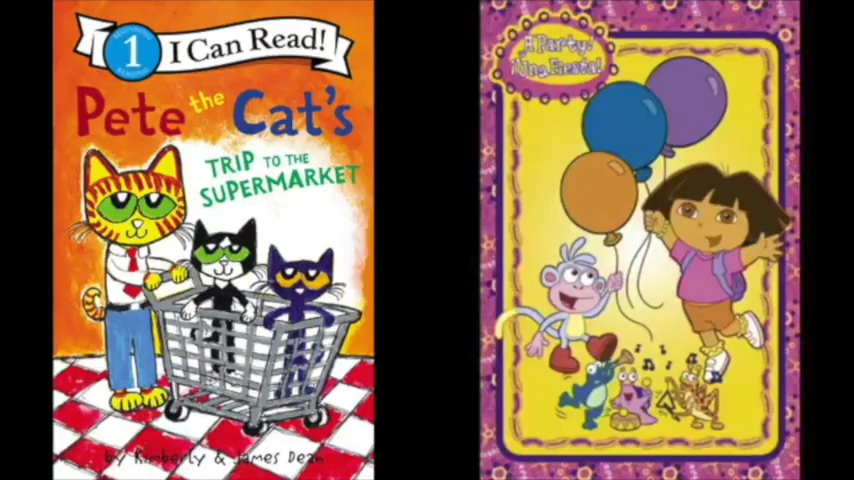 1
I Can Read!
Pete the Cat's
TRIP TO THE
SUPERMARKET
by Kimberly & James Dean
A Party!
¡Una Fiesta!